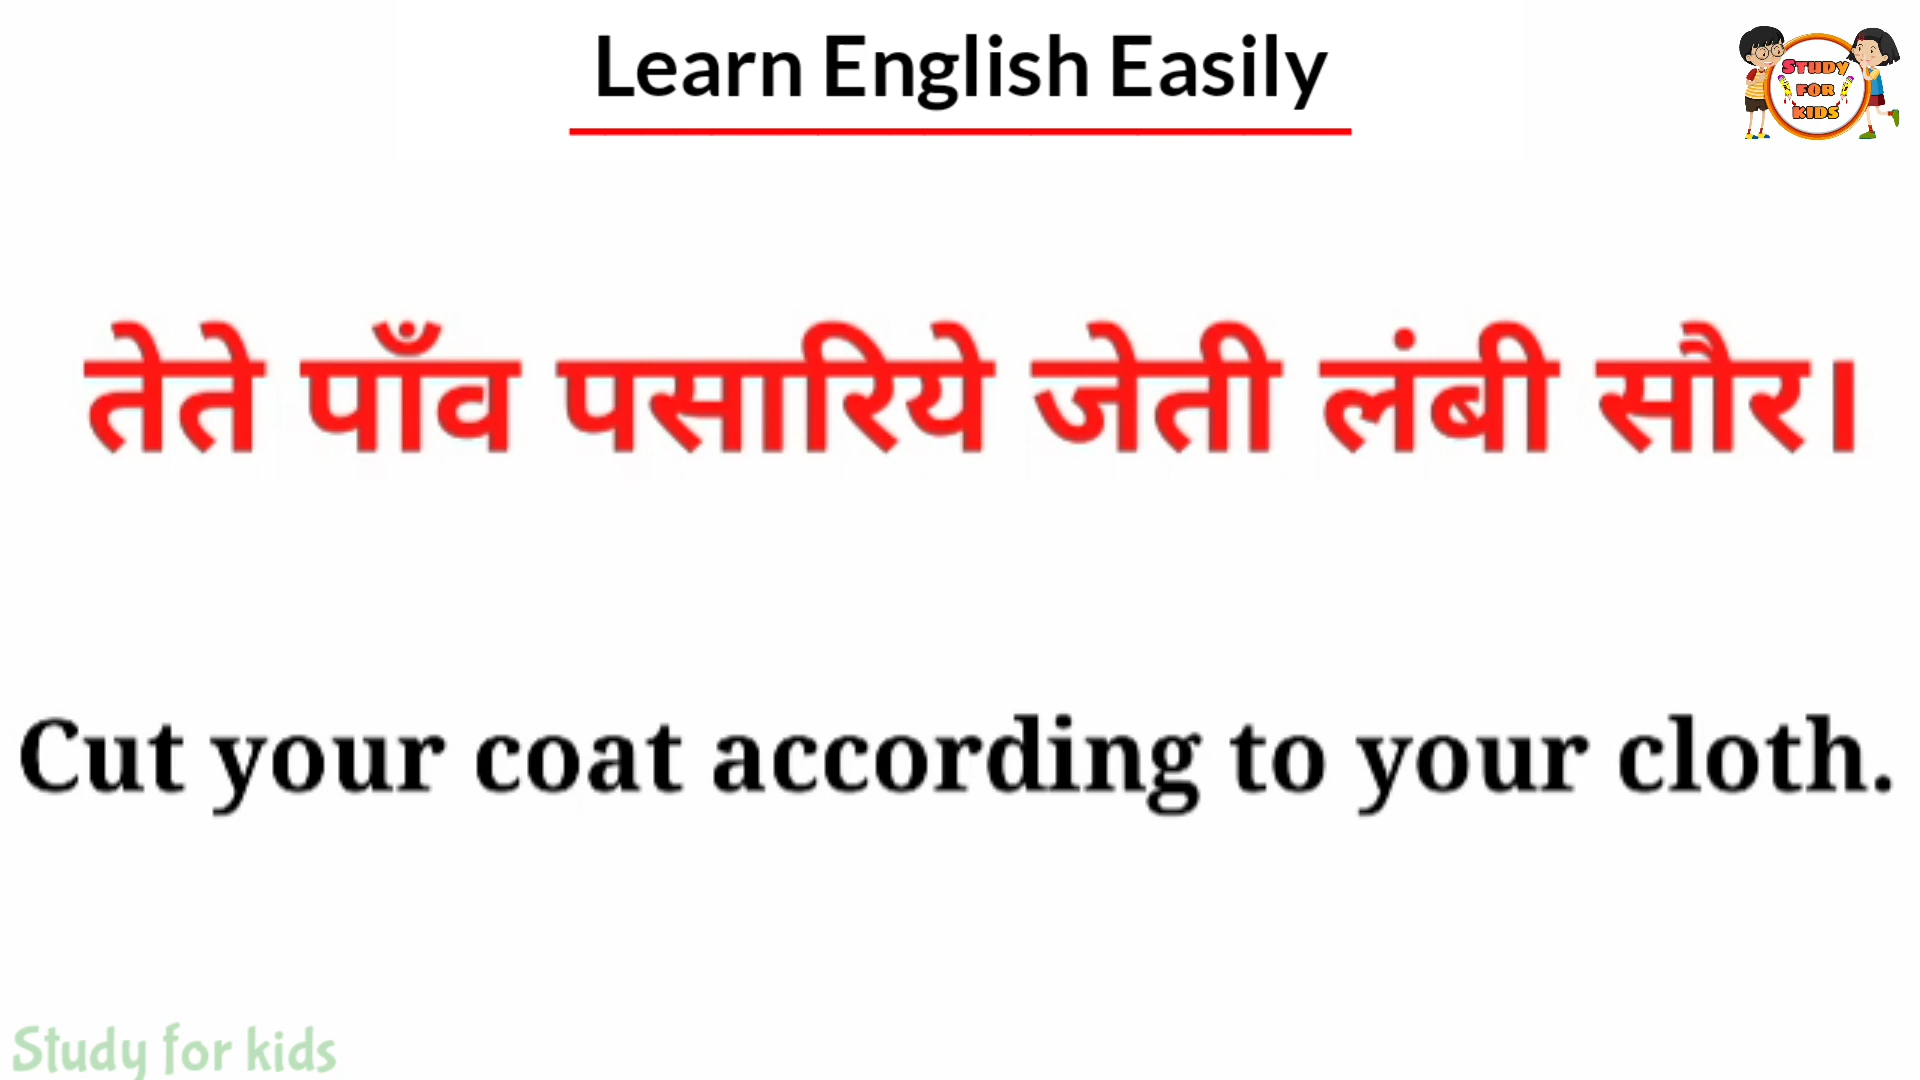 Learn English Easily
STUDY
FOR
KIDS
तेते पाँव पसारिये जेती लंबी सौर।
Cut your coat according to your cloth.
Study for kids